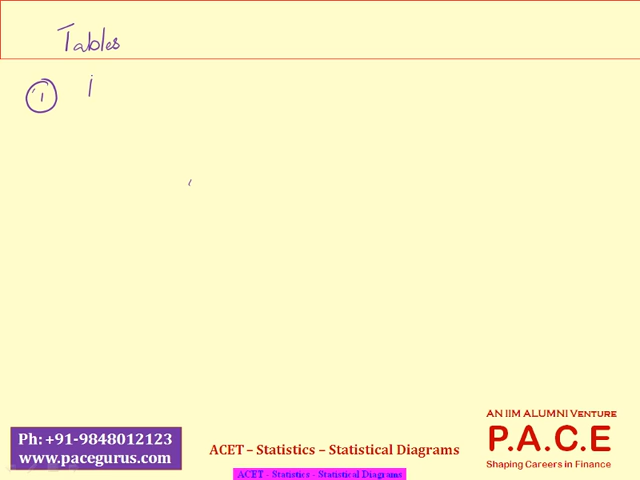 Tables
1 i
AN IIM ALUMNI VENTURE
P.A.C.E
Shaping Careers in Finance
Ph: +91-9848012123
www.pacegurus.com
ACET – Statistics – Statistical Diagrams
ACET - Statistics - Statistical Diagrams